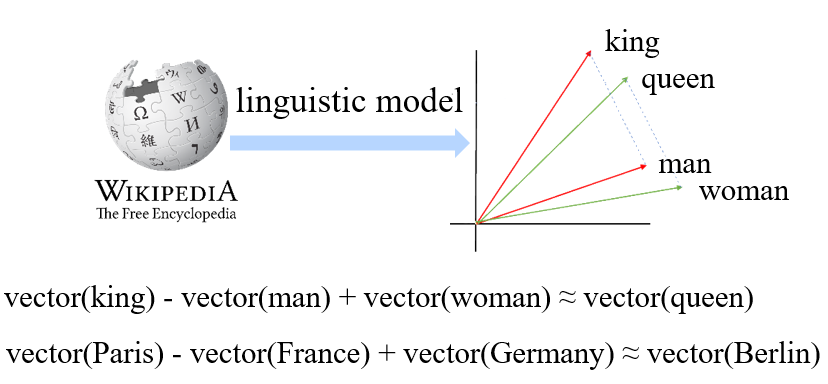 king
queen
linguistic model
Ω
W
維
И
man
woman
WIKIPEDIA
The Free Encyclopedia
vector(king) - vector(man) + vector(woman) ≈ vector(queen)
vector(Paris) - vector(France) + vector(Germany) ≈ vector(Berlin)